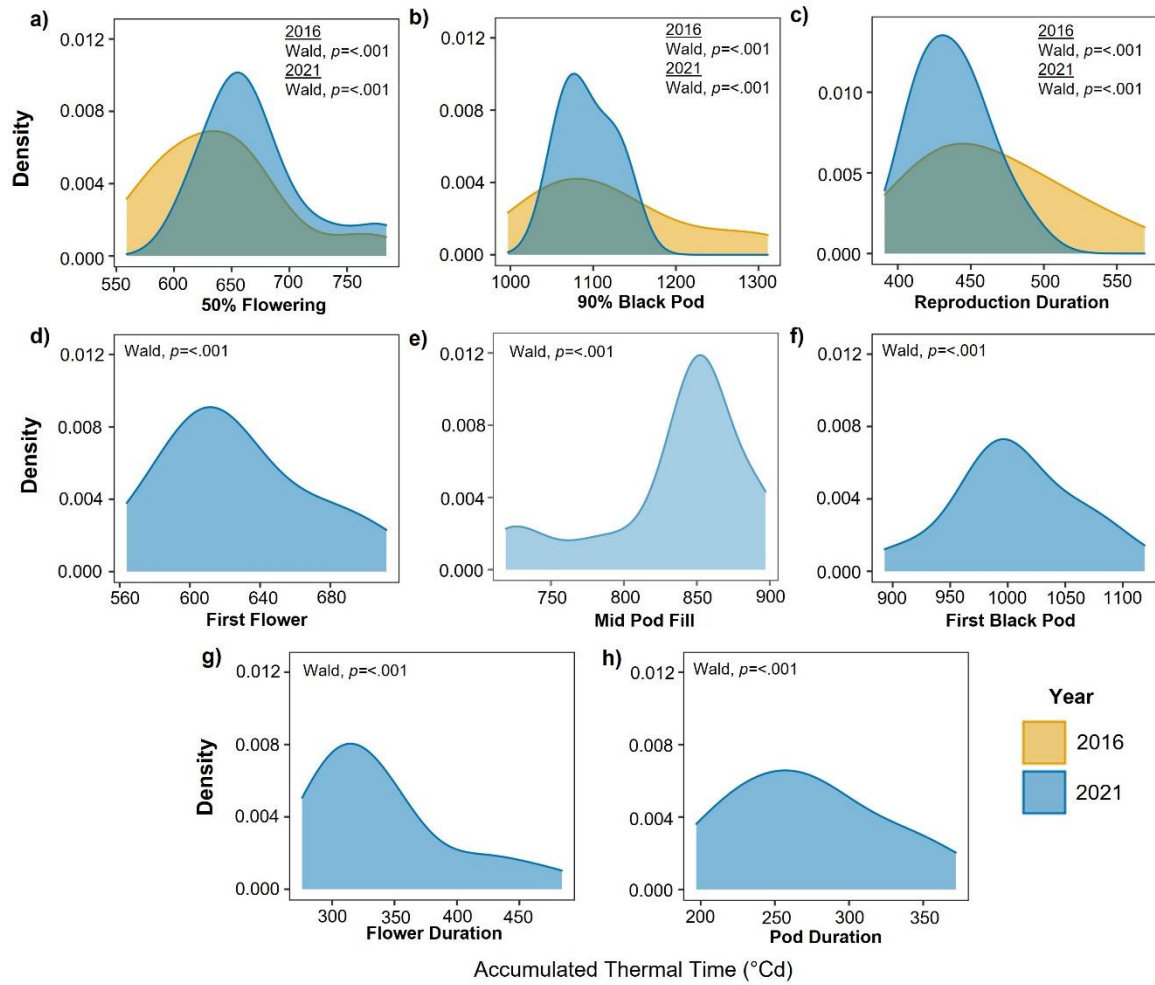 a)
2016
Wald, p=<.001
2021
Wald, p=<.001
0.012
0.008
0.004
0.000
Density
550 600 650 700 750
50% Flowering
b)
2016
Wald, p=<.001
2021
Wald, p=<.001
0.012
0.008
0.004
0.000
1000 1100 1200 1300
90% Black Pod
c)
2016
Wald, p=<.001
2021
Wald, p=<.001
0.010
0.005
0.000
400 450 500 550
Reproduction Duration
d)
Wald, p=<.001
0.012
0.008
0.004
0.000
Density
560 600 640 680
First Flower
e)
Wald, p=<.001
0.012
0.008
0.004
0.000
750 800 850 900
Mid Pod Fill
f)
Wald, p=<.001
0.012
0.008
0.004
0.000
900 950 1000 1050 1100
First Black Pod
g)
Wald, p=<.001
0.012
0.008
0.004
0.000
Density
300 350 400 450
Flower Duration
h)
Wald, p=<.001
0.012
0.008
0.004
0.000
200 250 300 350
Pod Duration
Year
2016
2021
Accumulated Thermal Time (°Cd)